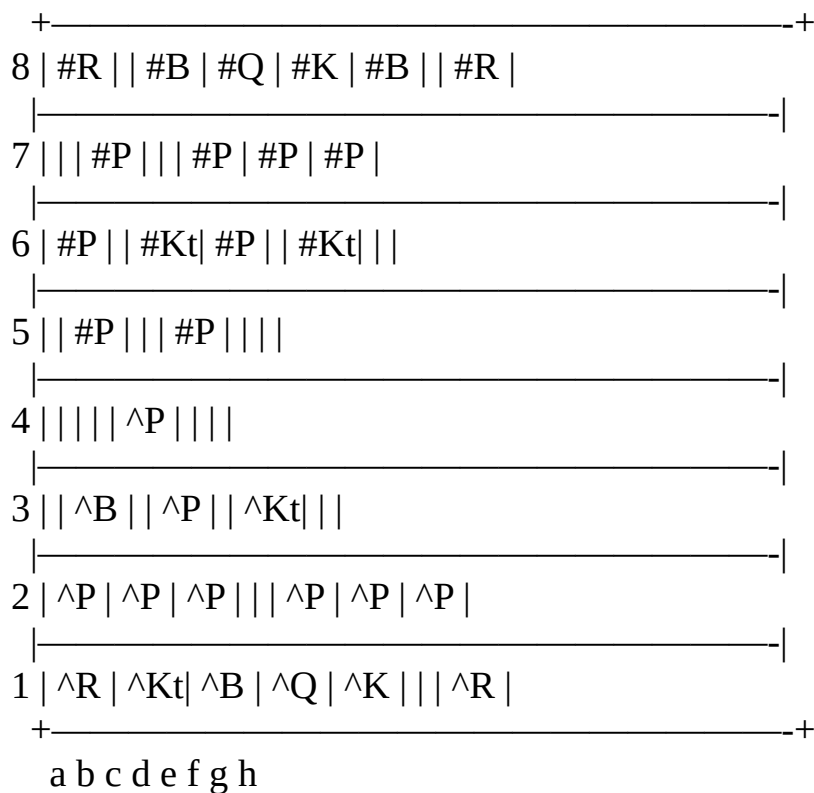 +——————————————————-+
8 | #R | | #B | #Q | #K | #B | | #R |
|——————————————————-|
7 | | | #P | | | #P | #P | #P |
|——————————————————-|
6 | #P | | #Kt| #P | | #Kt| | |
|——————————————————-|
5 | | #P | | | #P | | | |
|——————————————————-|
4 | | | | | ^P | | | |
|——————————————————-|
3 | | ^B | | ^P | | ^Kt| | |
|——————————————————-|
2 | ^P | ^P | ^P | | | ^P | ^P | ^P |
|——————————————————-|
1 | ^R | ^Kt| ^B | ^Q | ^K | | | ^R |
+——————————————————-+
a b c d e f g h